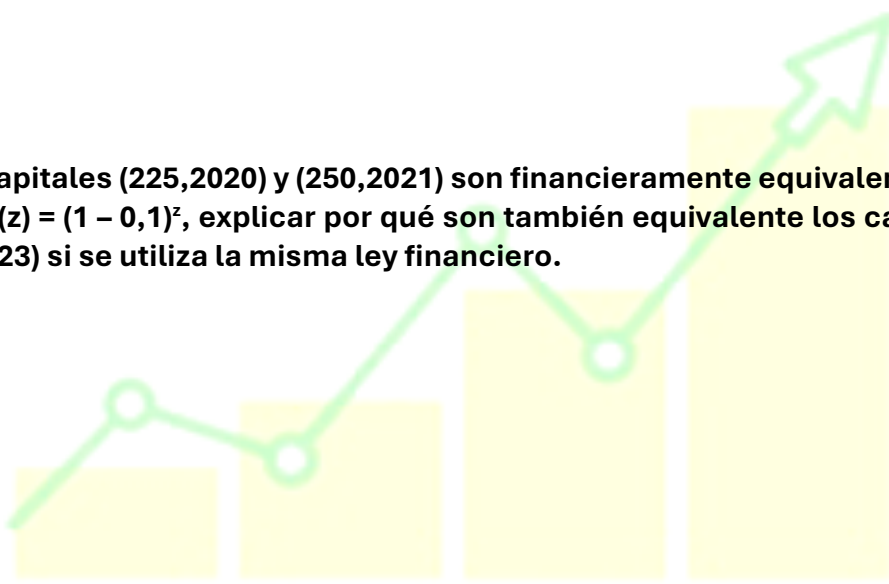 apitales (225,2020) y (250,2021) son financieramente equivalen
(z) = (1 – 0,1)ᶻ, explicar por qué son también equivalente los ca
23) si se utiliza la misma ley financiero.